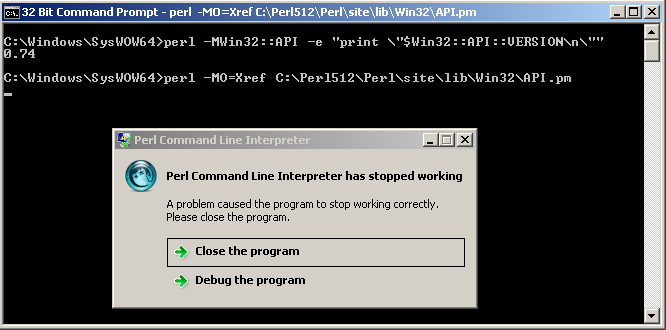 32 Bit Command Prompt - perl -MO=Xref C:\Perl512\Perl\site\lib\Win32\API.pm
C:\Windows\SysWOW64>perl -MWin32::API -e "print \"$Win32::API::VERSION\n\""
0.74
C:\Windows\SysWOW64>perl -MO=Xref C:\Perl512\Perl\site\lib\Win32\API.pm
Perl Command Line Interpreter
Perl Command Line Interpreter has stopped working
A problem caused the program to stop working correctly.
Please close the program.
Close the program
Debug the program